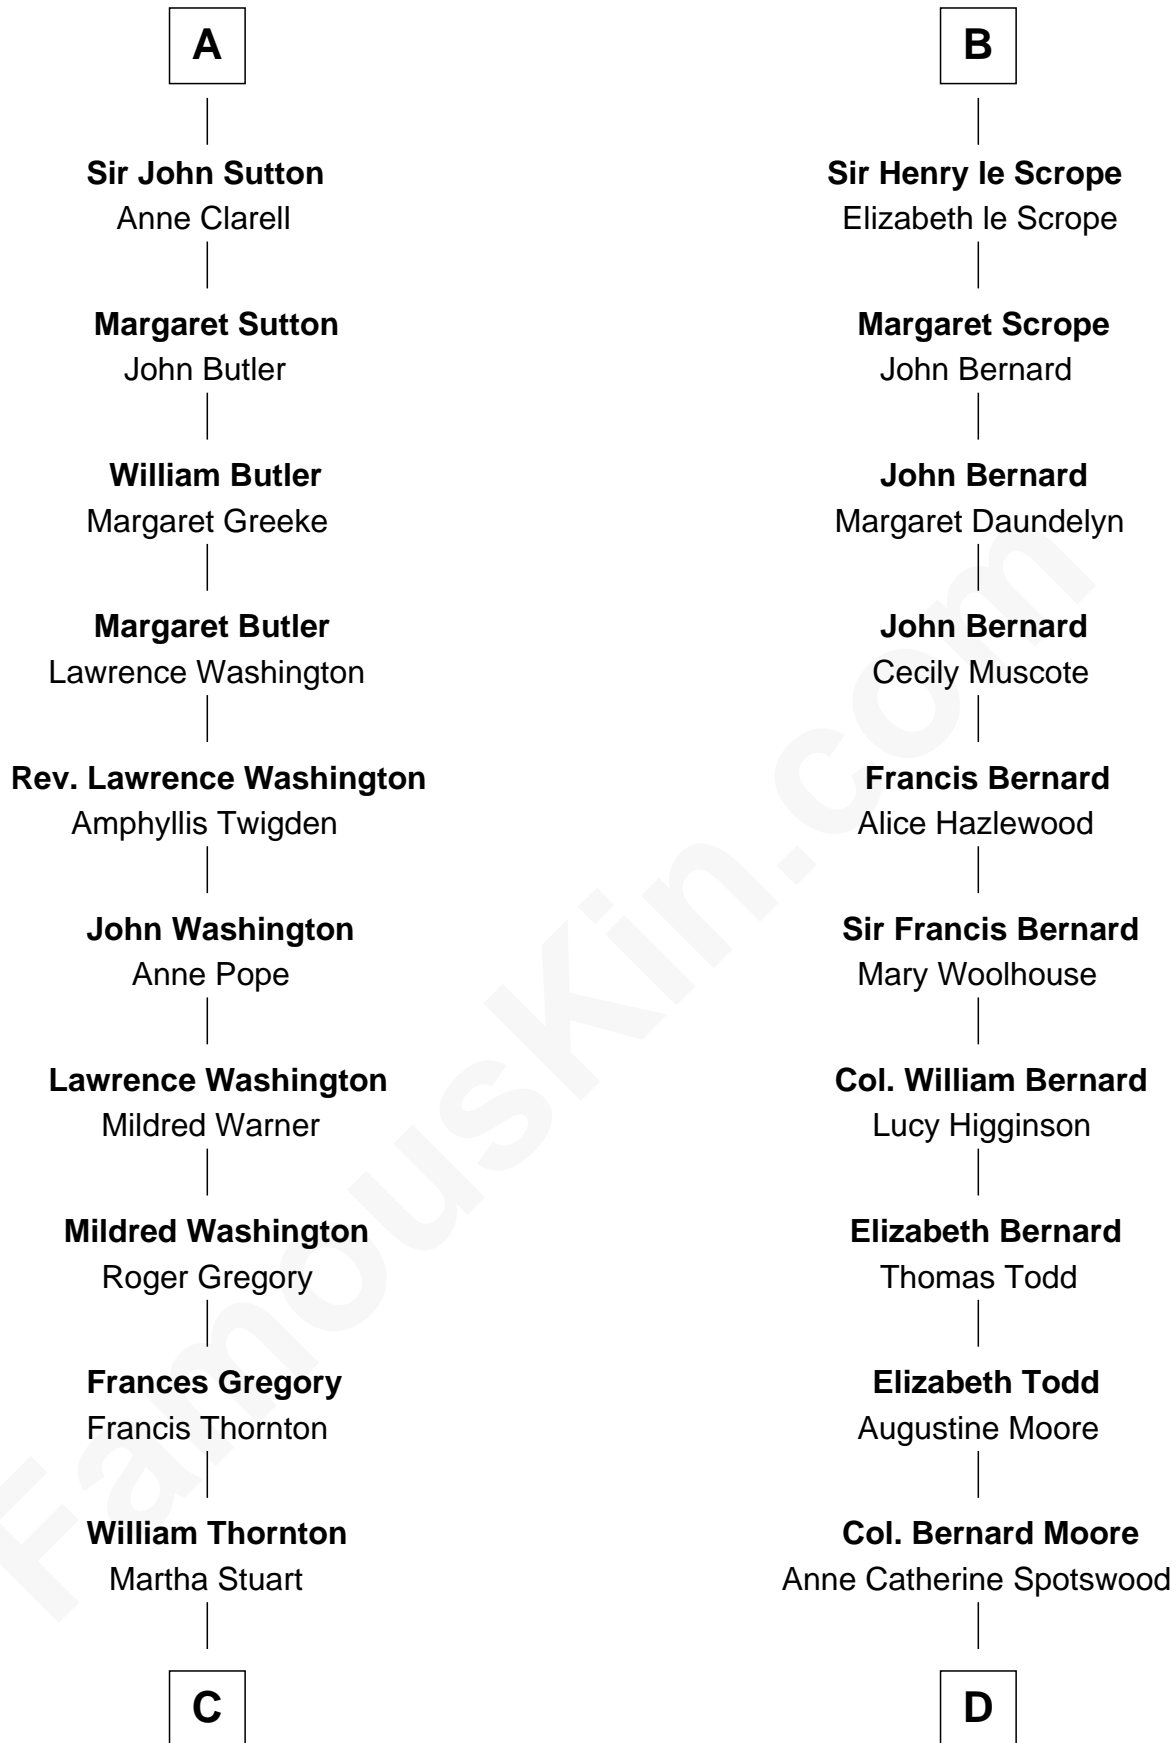 A
Sir John Sutton
Anne Clarell
Margaret Sutton
John Butler
William Butler
Margaret Greeke
Margaret Butler
Lawrence Washington
Rev. Lawrence Washington
Amphyllis Twigden
John Washington
Anne Pope
Lawrence Washington
Mildred Warner
Mildred Washington
Roger Gregory
Frances Gregory
Francis Thornton
William Thornton
Martha Stuart
C
B
Sir Henry le Scrope
Elizabeth le Scrope
Margaret Scrope
John Bernard
John Bernard
Margaret Daundelyn
John Bernard
Cecily Muscote
Francis Bernard
Alice Hazlewood
Sir Francis Bernard
Mary Woolhouse
Col. William Bernard
Lucy Higginson
Elizabeth Bernard
Thomas Todd
Elizabeth Todd
Augustine Moore
Col. Bernard Moore
Anne Catherine Spotswood
D
FamousKin.com